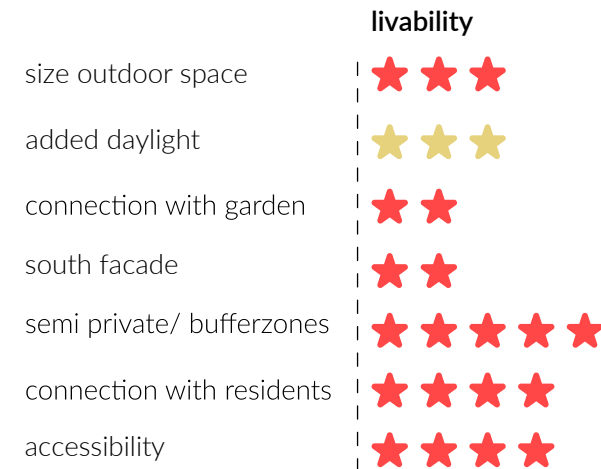 livability
size outdoor space
added daylight
connection with garden
south facade
semi private/ bufferzones
connection with residents
accessibility